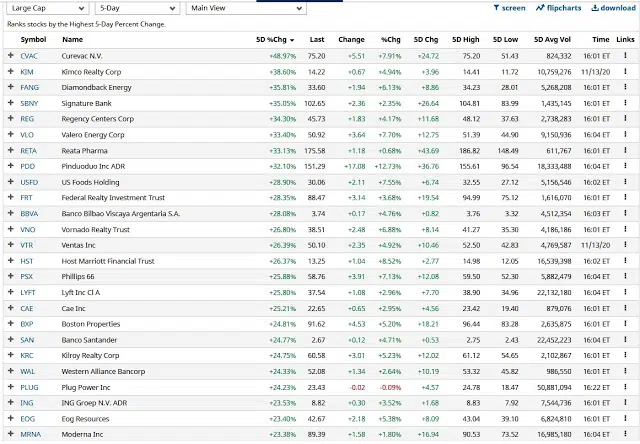 Large Cap 5-Day Main View screen flipcharts download
Ranks stocks by the Highest 5-Day Percent Change.
Symbol Name 5D %Chg Last Change %Chg 5D Chg 5D High 5D Low 5D Avg Vol Time Links
CVAC Curevac N.V. +48.97% 75.20 +5.51 +7.91% +24.72 75.20 51.43 824,332 16:01 ET
KIM Kimco Realty Corp +38.60% 14.22 +0.67 +4.94% +3.96 14.41 11.72 10,759,276 11/13/20
FANG Diamondback Energy +35.81% 33.60 +1.94 +6.13% +8.86 34.23 28.01 5,268,208 16:01 ET
SBNY Signature Bank +35.05% 102.65 +2.36 +2.35% +26.64 104.81 83.99 1,435,145 16:01 ET
REG Regency Centers Corp +34.30% 45.73 +1.83 +4.17% +11.68 48.12 37.63 2,738,283 16:01 ET
VLO Valero Energy Corp +33.40% 50.92 +3.64 +7.70% +12.75 51.39 44.90 9,150,936 16:04 ET
RETA Reata Pharma +33.13% 175.58 +1.18 +0.68% +43.69 186.82 148.49 611,767 16:01 ET
PDD Pinduoduo Inc ADR +32.10% 151.29 +17.08 +12.73% +36.76 155.61 96.54 18,333,488 16:04 ET
USFD US Foods Holding +28.90% 30.06 +2.11 +7.55% +6.74 32.55 27.12 5,156,546 16:02 ET
FRT Federal Realty Investment Trust +28.35% 88.47 +3.14 +3.68% +19.54 94.99 75.12 1,616,070 16:01 ET
BBVA Banco Bilbao Viscaya Argentaria S.A. +28.08% 3.74 +0.17 +4.76% +0.82 3.76 3.32 4,512,354 16:03 ET
VNO Vornado Realty Trust +26.80% 38.51 +2.48 +6.88% +8.14 41.27 35.30 4,186,186 16:01 ET
VTR Ventas Inc +26.39% 50.10 +2.35 +4.92% +10.46 52.50 42.83 4,769,587 11/13/20
HST Host Marriott Financial Trust +26.37% 13.25 +1.04 +8.52% +2.77 14.98 12.05 16,539,398 16:02 ET
PSX Phillips 66 +25.88% 58.76 +3.91 +7.13% +12.08 59.50 52.30 5,882,479 16:04 ET
LYFT Lyft Inc Cl A +25.80% 37.54 +1.08 +2.96% +7.70 38.90 34.96 22,132,180 16:04 ET
CAE Cae Inc +25.21% 22.65 +0.65 +2.95% +4.56 23.42 19.40 879,076 16:01 ET
BXP Boston Properties +24.81% 91.62 +4.53 +5.20% +18.21 96.44 83.28 2,635,875 16:01 ET
SAN Banco Santander +24.77% 2.67 +0.12 +4.71% +0.53 2.75 2.43 22,452,223 16:04 ET
KRC Kilroy Realty Corp +24.75% 60.58 +3.01 +5.23% +12.02 61.12 54.65 2,102,867 16:01 ET
WAL Western Alliance Bancorp +24.33% 52.08 +1.34 +2.64% +10.19 53.32 45.82 986,550 16:01 ET
PLUG Plug Power Inc +24.23% 23.43 -0.02 -0.09% +4.57 24.78 18.47 50,881,094 16:22 ET
ING ING Groep N.V. ADR +23.53% 8.82 +0.30 +3.52% +1.68 8.83 7.92 7,544,736 16:01 ET
EOG Eog Resources +23.40% 42.67 +2.18 +5.38% +8.09 43.04 39.10 6,824,810 16:01 ET
MRNA Moderna Inc +23.38% 89.39 +1.58 +1.80% +16.94 90.53 73.52 16,985,180 16:04 ET